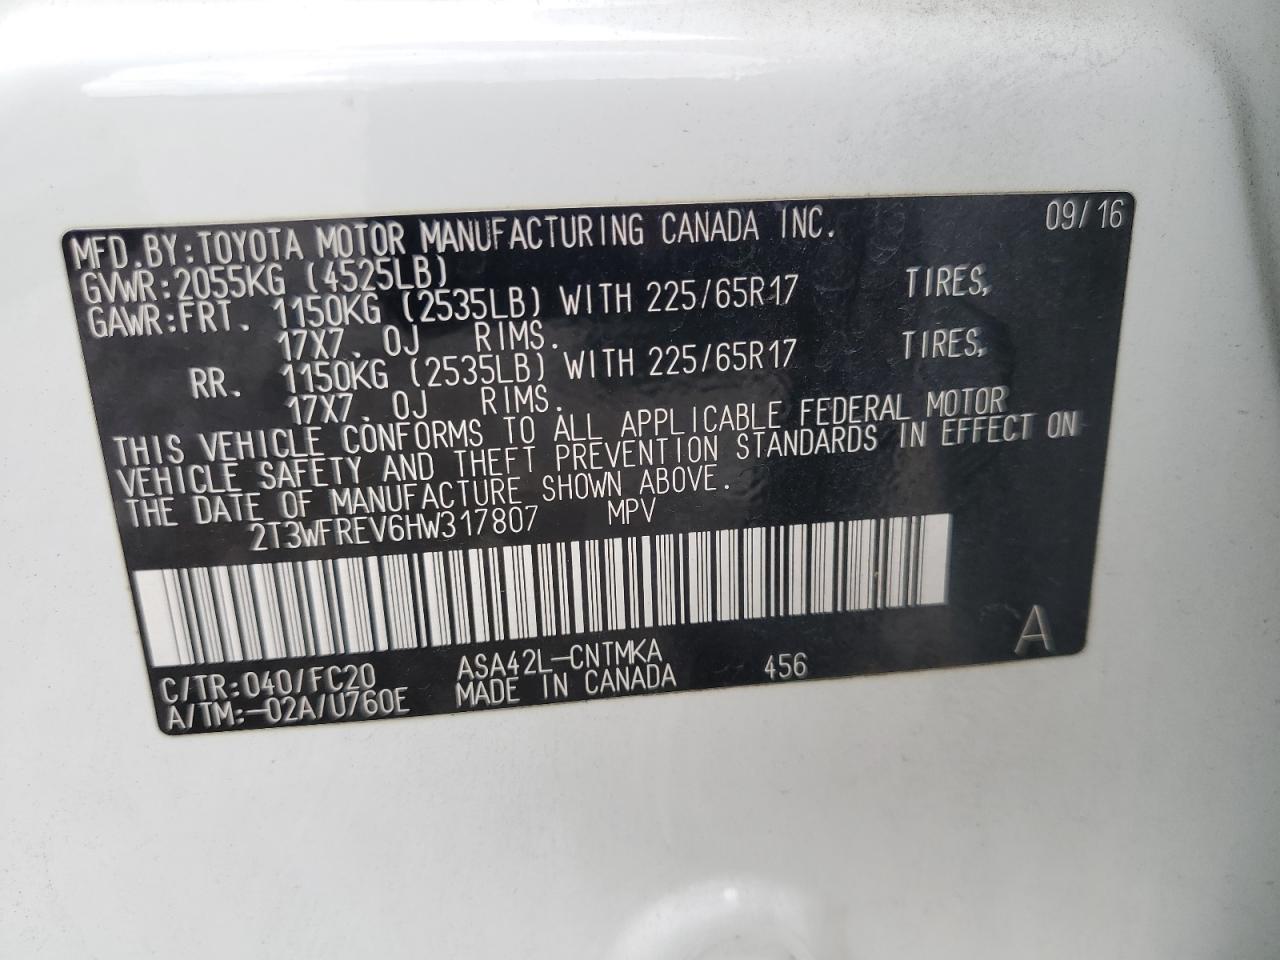 MFD.BY:TOYOTA MOTOR MANUFACTURING CANADA INC. 09/16
GVWR:2055KG (4525LB)
GAWR:FRT. 1150KG (2535LB) WITH 225/65R17 TIRES,
17X7.0J RIMS.
RR. 1150KG (2535LB) WITH 225/65R17 TIRES,
17X7.0J RIMS.
THIS VEHICLE CONFORMS TO ALL APPLICABLE FEDERAL MOTOR
VEHICLE SAFETY AND THEFT PREVENTION STANDARDS IN EFFECT ON
THE DATE OF MANUFACTURE SHOWN ABOVE.
2T3WFREV6HW317807 MPV
C/TR:040/FC20 ASA42L-CNTMKA 456 A
A/TM:-02A/U760E MADE IN CANADA